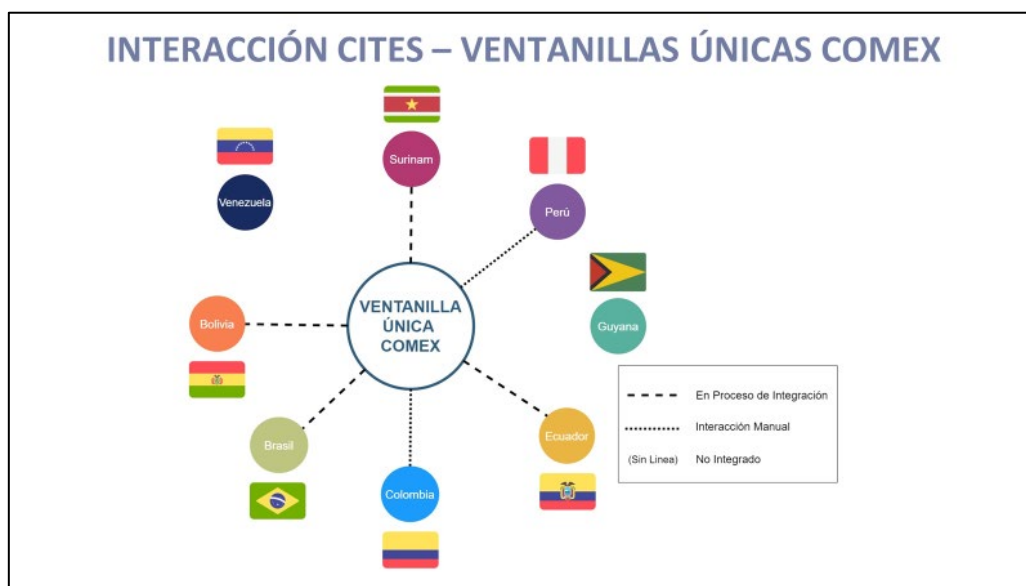 INTERACCIÓN CITES – VENTANILLAS ÚNICAS COMEX
Surinam
Venezuela
Perú
VENTANILLA
ÚNICA
COMEX
Bolivia
Guyana
Brasil
Ecuador
Colombia
En Proceso de Integración
Interacción Manual
(Sin Linea) No Integrado